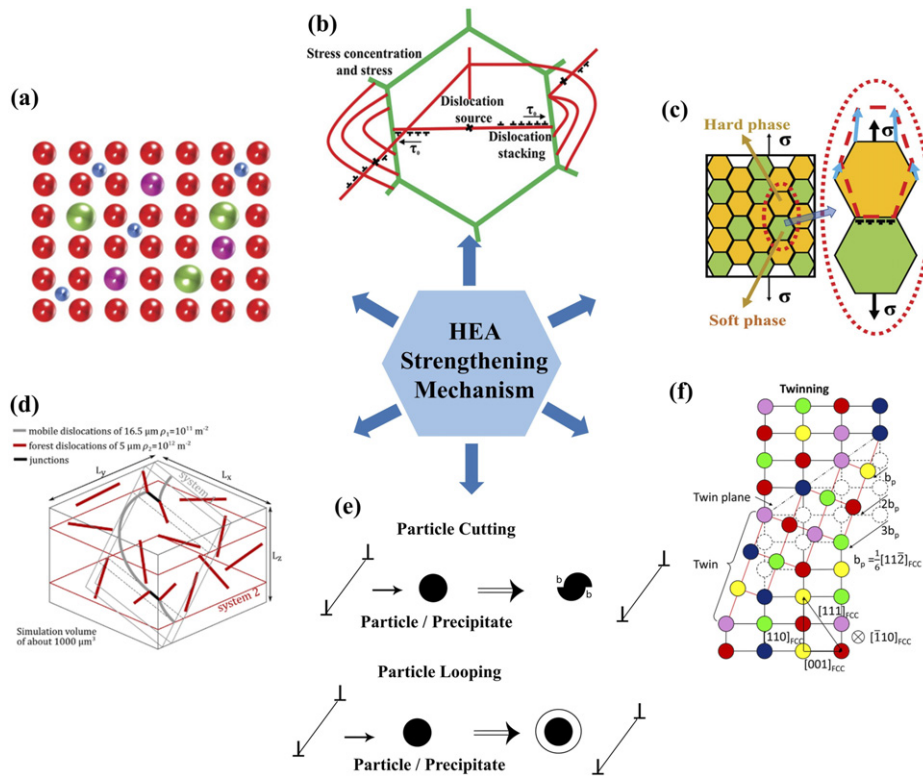 (a)
(b)
Stress concentration
and stress
Dislocation
source
τ₀
τ₀
Dislocation
stacking
(c)
Hard phase
σ
σ
Soft phase
σ
σ
HEA
Strengthening
Mechanism
(d)
mobile dislocations of 16.5 μm ρ₁=10¹¹ m⁻²
forest dislocations of 5 μm ρ₂=10¹² m⁻²
junctions
Ly
Lx
Lz
system
system 2
Simulation volume
of about 1000 μm³
(e)
Particle Cutting
b
b
Particle / Precipitate
Particle Looping
Particle / Precipitate
(f)
Twinning
bp
Twin plane
2bp
3bp
Twin
bp =1/6[112̄]FCC
[111]FCC
[110]FCC
[1̄10]FCC
[001]FCC